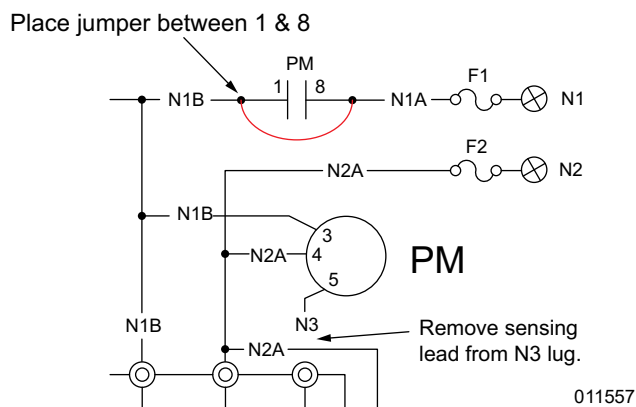 Place jumper between 1 & 8
PM
1 8
F1
N1B
N1A
N1
F2
N2A
N2
N1B
3
N2A
4
PM
5
N3
N1B
Remove sensing
lead from N3 lug.
N2A
011557